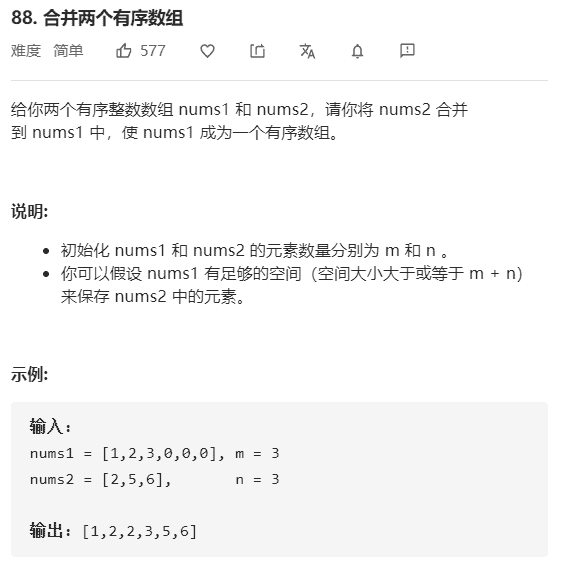 88. 合并两个有序数组
难度 简单 577
给你两个有序整数数组 nums1 和 nums2，请你将 nums2 合并
到 nums1 中，使 nums1 成为一个有序数组。
说明:
初始化 nums1 和 nums2 的元素数量分别为 m 和 n 。
你可以假设 nums1 有足够的空间（空间大小大于或等于 m + n）
来保存 nums2 中的元素。
示例:
输入：
nums1 = [1,2,3,0,0,0], m = 3
nums2 = [2,5,6],       n = 3
输出：[1,2,2,3,5,6]